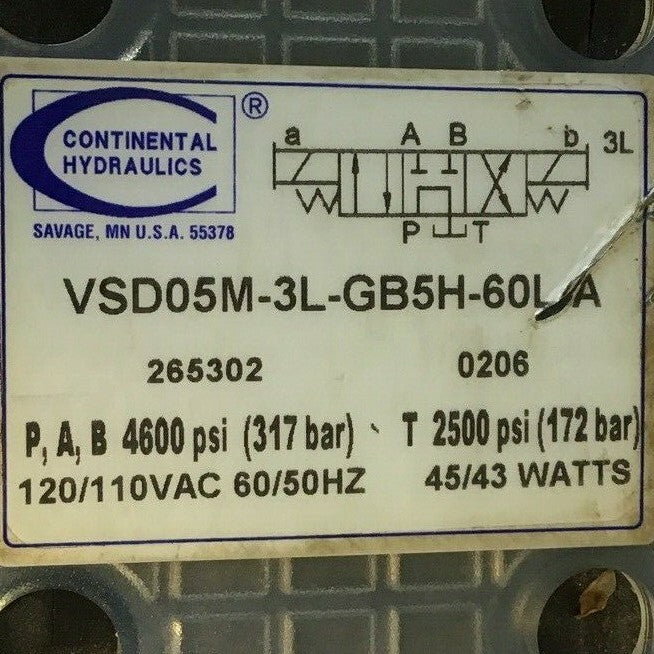 CONTINENTAL ®
HYDRAULICS
SAVAGE, MN U.S.A. 55378
a A B b 3L
P T
VSD05M-3L-GB5H-60L-A
265302 0206
P, A, B 4600 psi (317 bar) T 2500 psi (172 bar)
120/110VAC 60/50HZ 45/43 WATTS